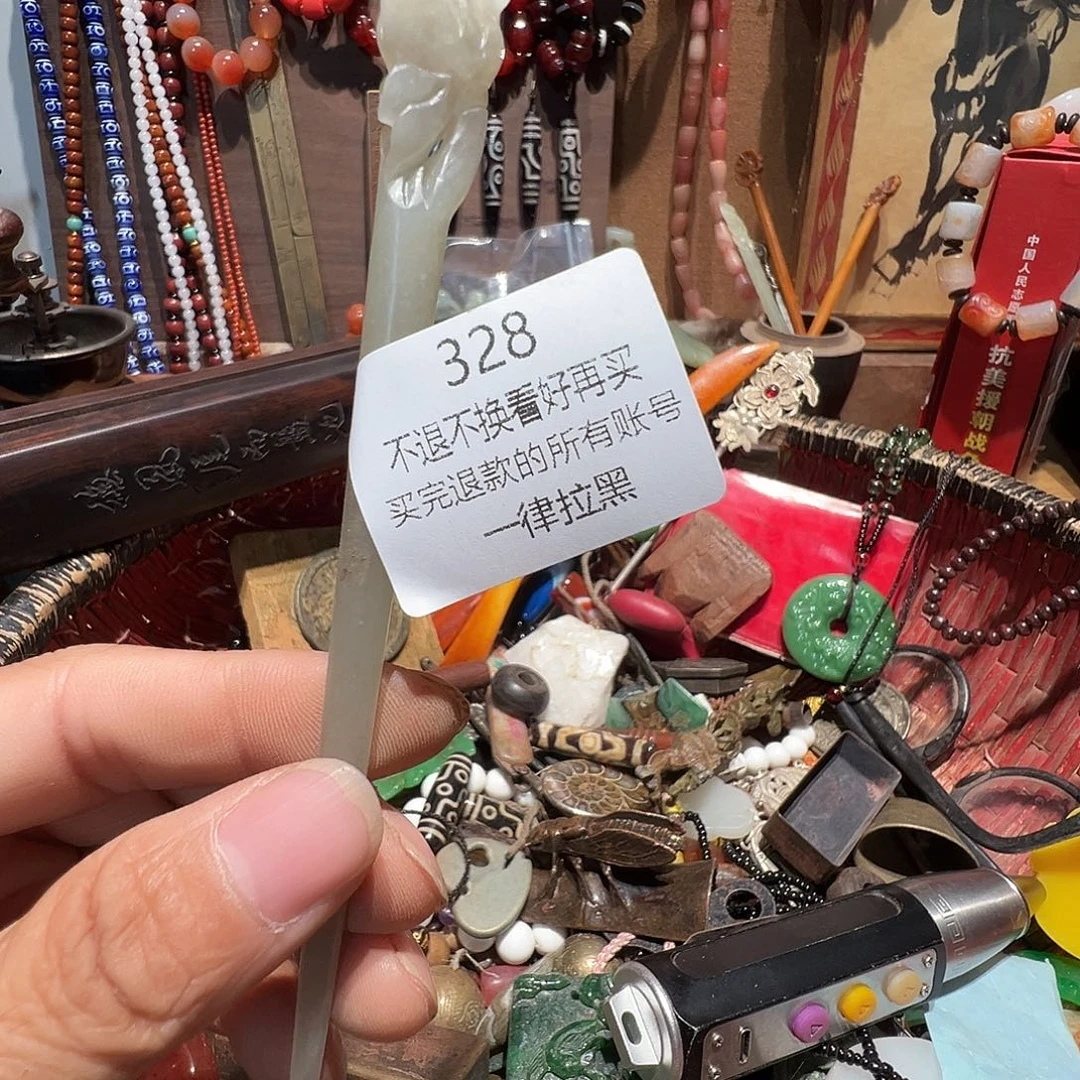 328
不退不换看好再买
买完退款的所有账号
一律拉黑
中国人民志愿
抗美援朝战